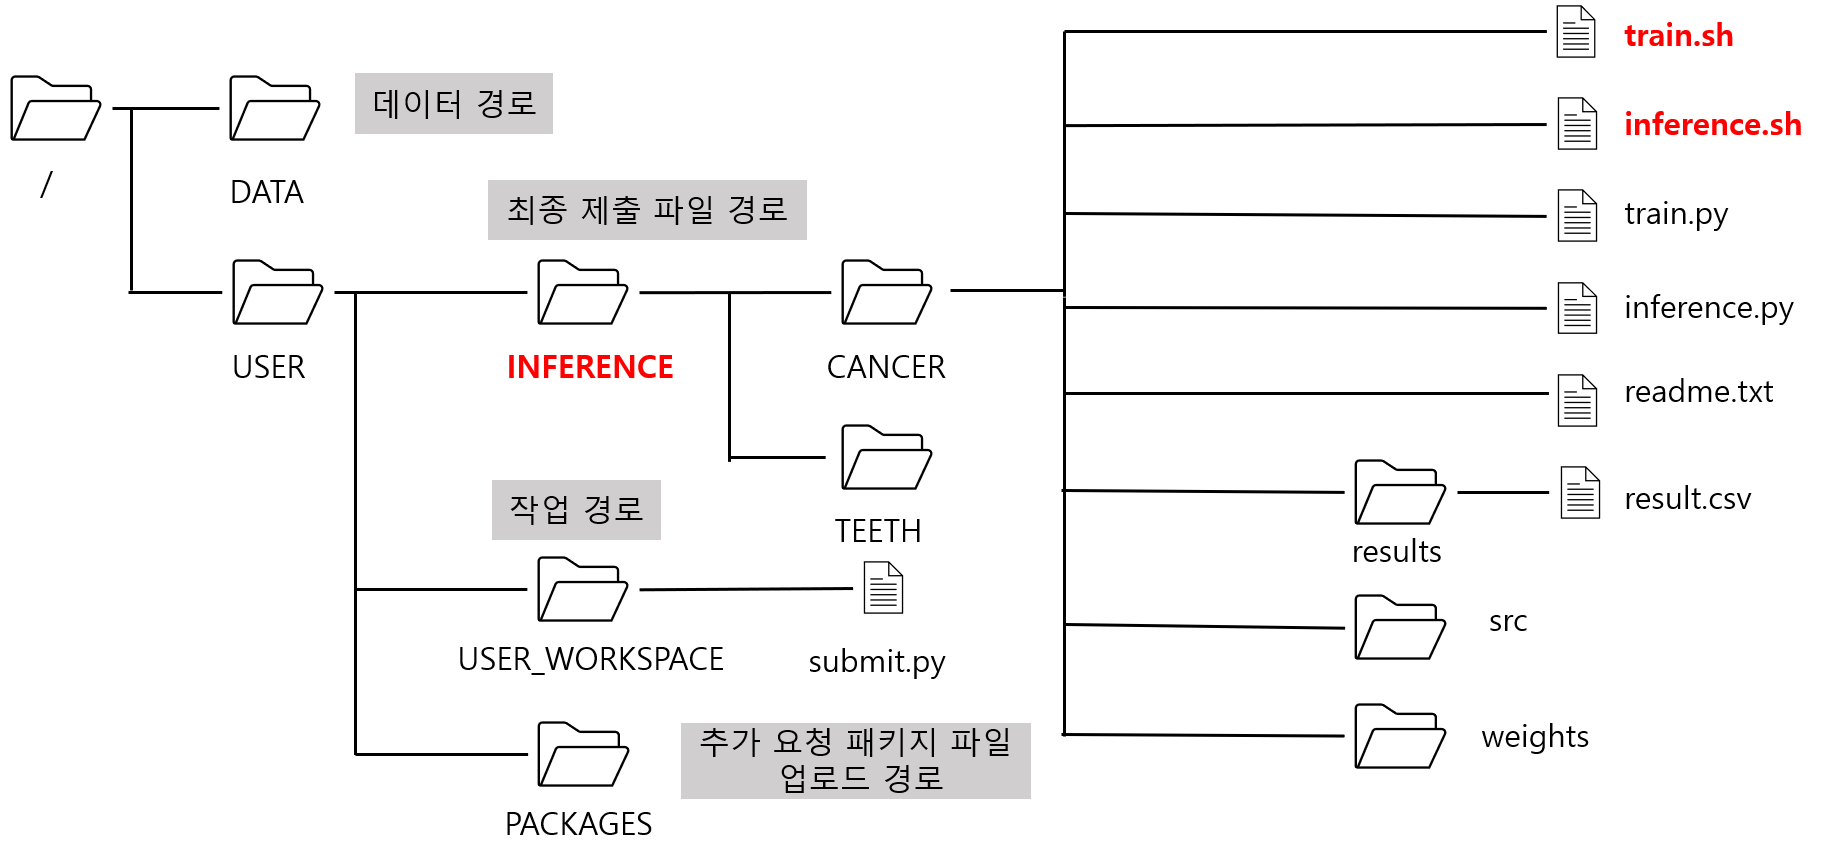 train.sh
데이터 경로
inference.sh
/
DATA
최종 제출 파일 경로
train.py
inference.py
USER
INFERENCE
CANCER
readme.txt
작업 경로
TEETH
result.csv
results
USER_WORKSPACE
submit.py
src
추가 요청 패키지 파일
업로드 경로
weights
PACKAGES